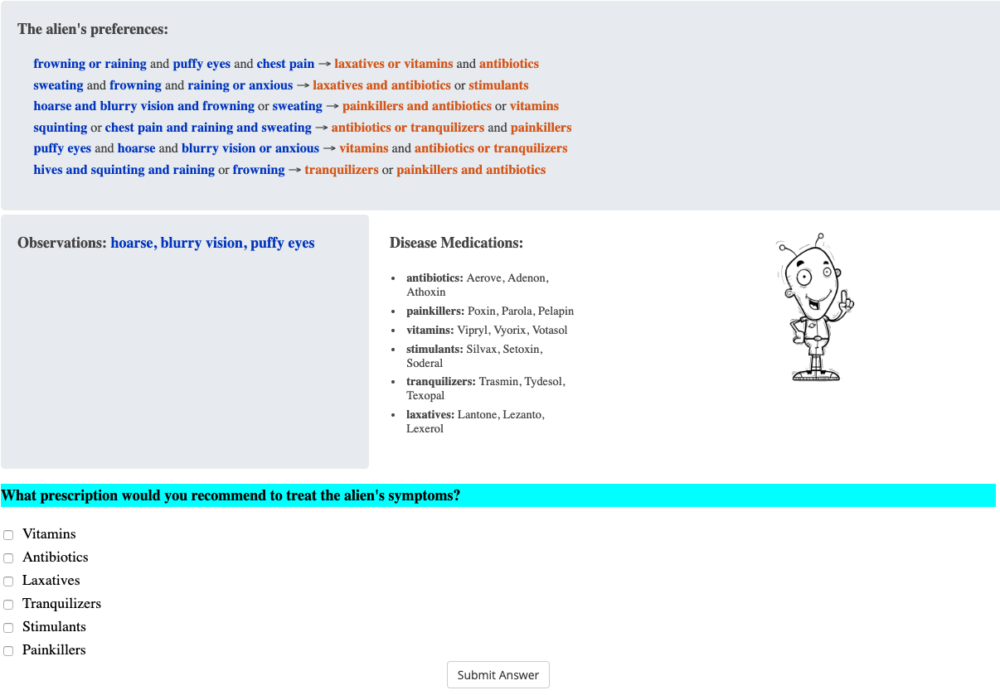 The alien's preferences:
frowning or raining and puffy eyes and chest pain → laxatives or vitamins and antibiotics
sweating and frowning and raining or anxious → laxatives and antibiotics or stimulants
hoarse and blurry vision and frowning or sweating → painkillers and antibiotics or vitamins
squinting or chest pain and raining and sweating → antibiotics or tranquilizers and painkillers
puffy eyes and hoarse and blurry vision or anxious → vitamins and antibiotics or tranquilizers
hives and squinting and raining or frowning → tranquilizers or painkillers and antibiotics
Observations: hoarse, blurry vision, puffy eyes
Disease Medications:
• antibiotics: Aerove, Adenon,
Athoxin
• painkillers: Poxin, Parola, Pelapin
• vitamins: Vipryl, Vyorix, Votasol
• stimulants: Silvax, Setoxin,
Soderal
• tranquilizers: Trasmin, Tydesol,
Texopal
• laxatives: Lantone, Lezanto,
Lexerol
What prescription would you recommend to treat the alien's symptoms?
Vitamins
Antibiotics
Laxatives
Tranquilizers
Stimulants
Painkillers
Submit Answer